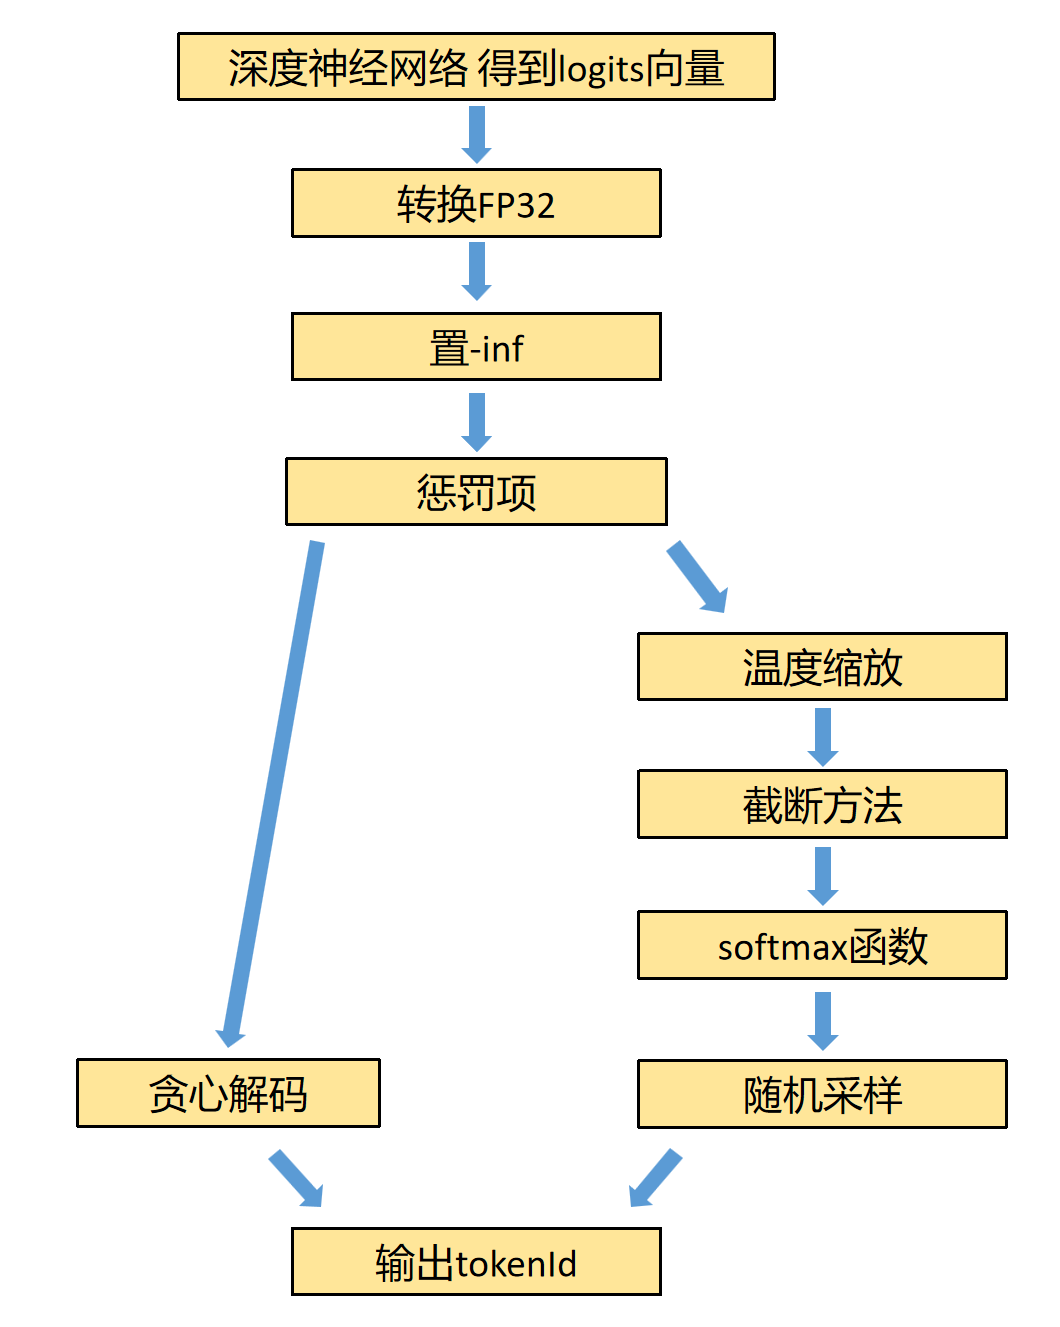 深度神经网络 得到logits向量
转换FP32
置-inf
惩罚项
温度缩放
截断方法
softmax函数
贪心解码
随机采样
输出tokenId